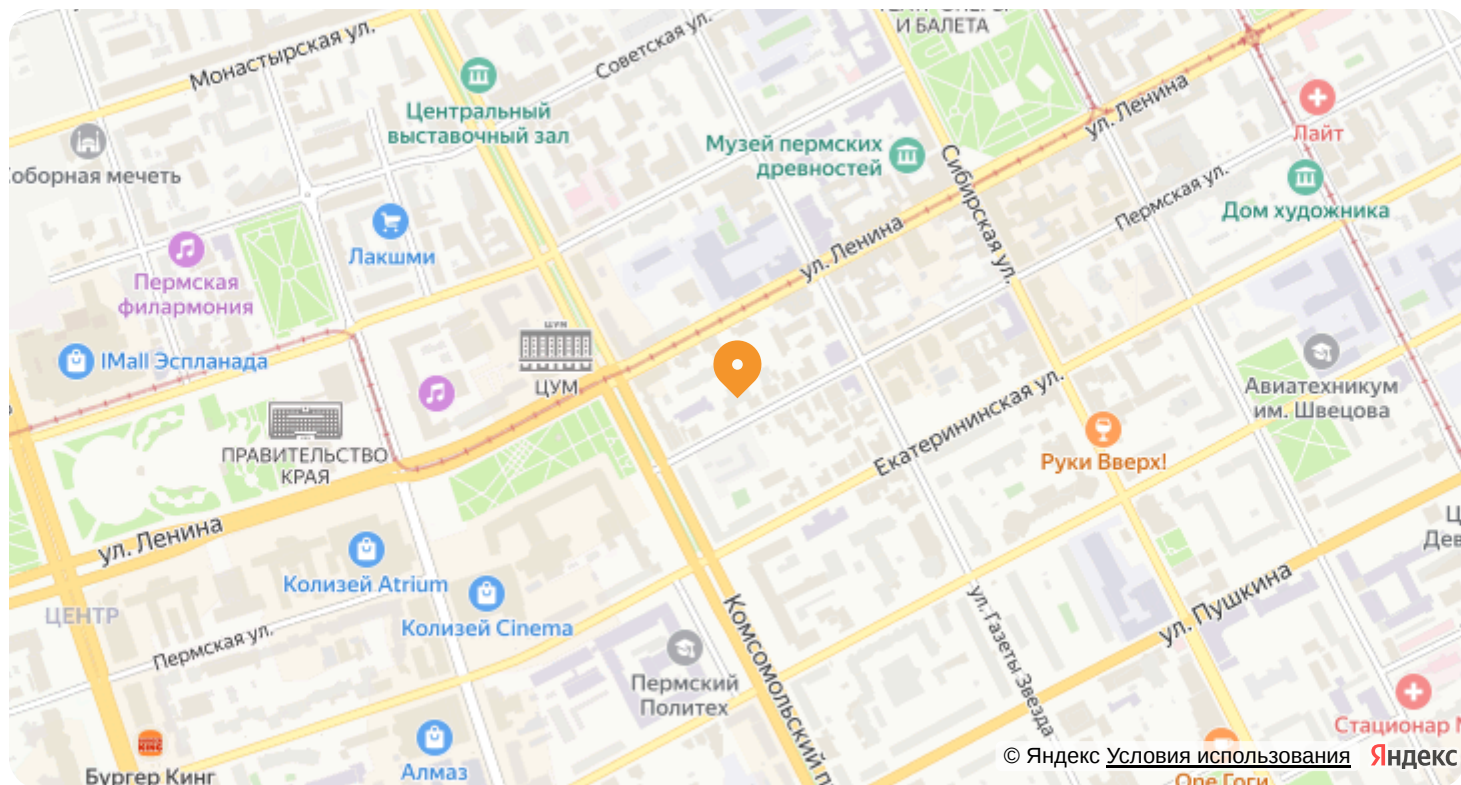 И БАЛЕТА
Монастырская ул.
Советская ул.
Центральный
выставочный зал
ул. Ленина
Лайт
Музей пермских
древностей
Соборная мечеть
Сибирская ул.
Пермская ул.
Дом художника
Лакшми
ул. Ленина
Пермская
филармония
ЦУМ
IMall Эспланада
ЦУМ
Авиатехникум
им. Швецова
Екатерининская ул.
ПРАВИТЕЛЬСТВО
КРАЯ
Руки Вверх!
ул. Ленина
Колизей Atrium
ЦЕНТР
Колизей Cinema
ул. Пушкина
Пермская ул.
Комсомольский п
ул. Газеты Звезда
Пермский
Политех
Стационар
Бургер Кинг
Алмаз
© Яндекс Условия использования Яндекс